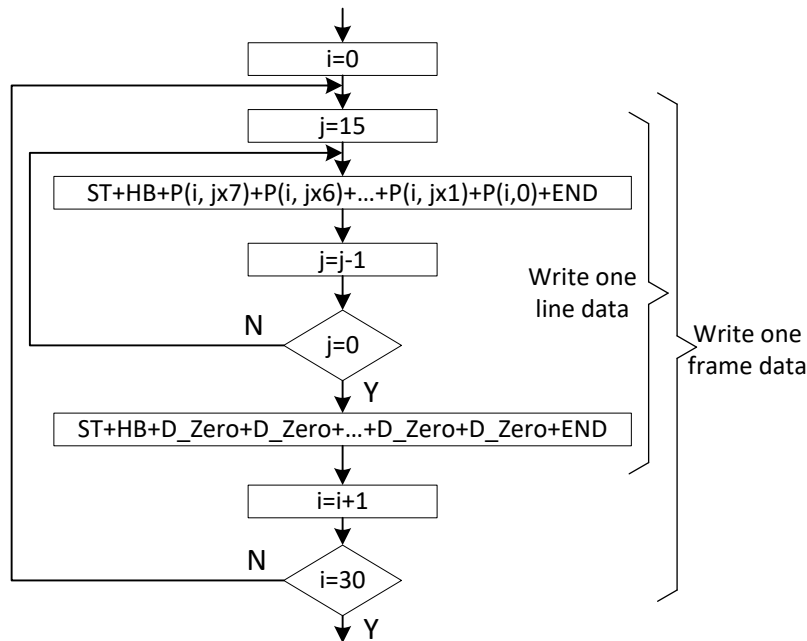 i=0
j=15
ST+HB+P(i, jx7)+P(i, jx6)+...+P(i, jx1)+P(i,0)+END
j=j-1
Write one
line data
N
j=0
Write one
frame data
Y
ST+HB+D_Zero+D_Zero+...+D_Zero+D_Zero+END
i=i+1
N
i=30
Y